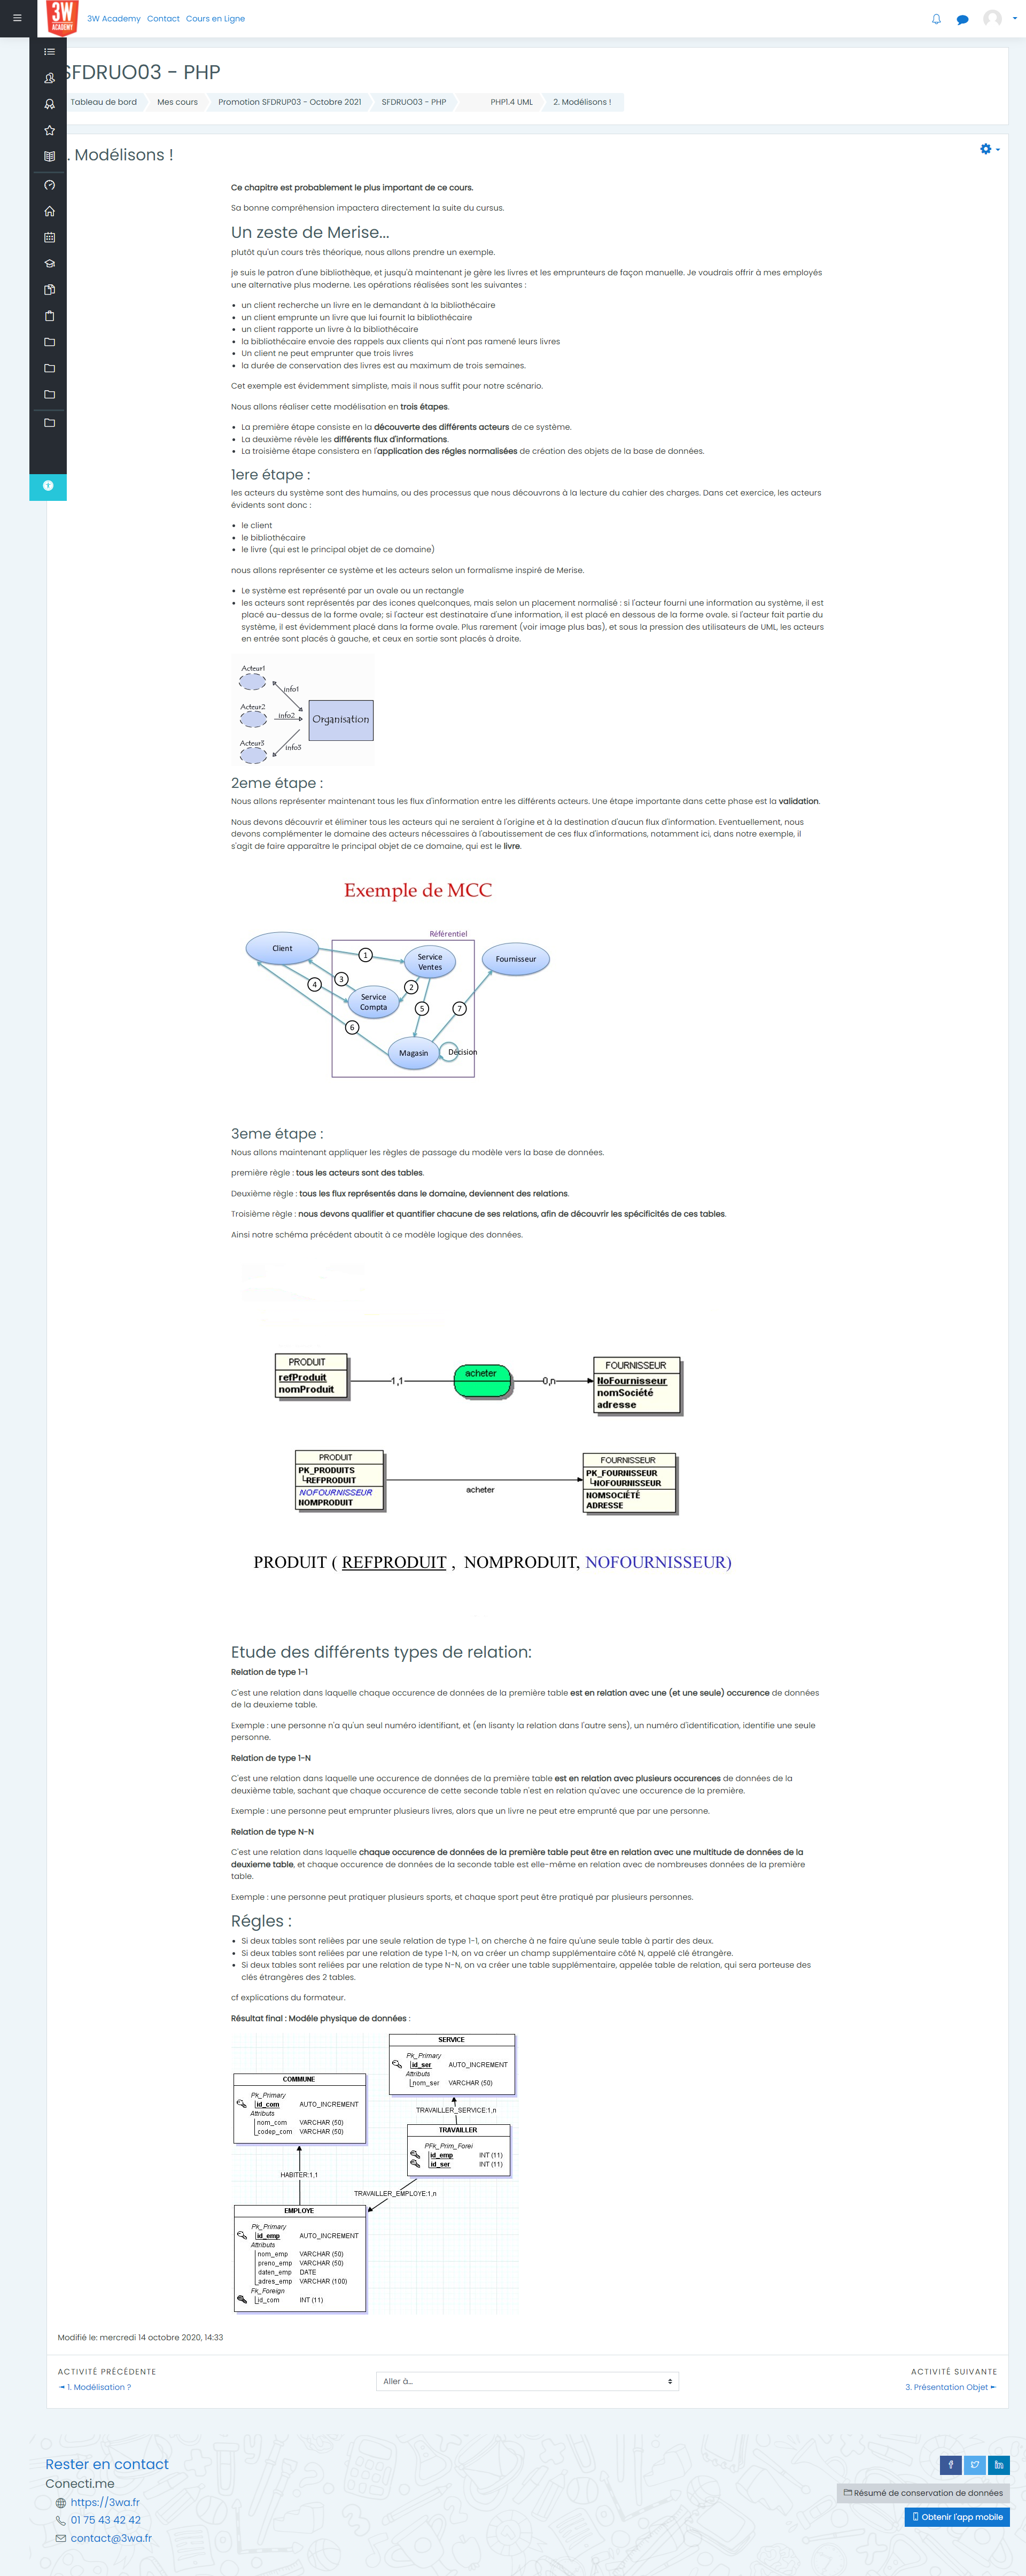 3W ACADEMY
3W Academy Contact Cours en Ligne
SFDRUO03 - PHP
Tableau de bord Mes cours Promotion SFDRUP03 - Octobre 2021 SFDRUO03 - PHP PHP1.4 UML 2. Modélisons !
. Modélisons !
Ce chapitre est probablement le plus important de ce cours.
Sa bonne compréhension impactera directement la suite du cursus.
Un zeste de Merise...
plutôt qu'un cours très théorique, nous allons prendre un exemple.
je suis le patron d'une bibliothèque, et jusqu'à maintenant je gère les livres et les emprunteurs de façon manuelle. Je voudrais offrir à mes employés
une alternative plus moderne. Les opérations réalisées sont les suivantes :
• un client recherche un livre en le demandant à la bibliothécaire
• un client emprunte un livre que lui fournit la bibliothécaire
• un client rapporte un livre à la bibliothécaire
• la bibliothécaire envoie des rappels aux clients qui n'ont pas ramené leurs livres
• Un client ne peut emprunter que trois livres
• la durée de conservation des livres est au maximum de trois semaines.
Cet exemple est évidemment simpliste, mais il nous suffit pour notre scénario.
Nous allons réaliser cette modélisation en trois étapes.
• La première étape consiste en la découverte des différents acteurs de ce système.
• La deuxième révèle les différents flux d'informations.
• La troisième étape consistera en l'application des régles normalisées de création des objets de la base de données.
1ere étape :
les acteurs du système sont des humains, ou des processus que nous découvrons à la lecture du cahier des charges. Dans cet exercice, les acteurs
évidents sont donc :
• le client
• le bibliothécaire
• le livre (qui est le principal objet de ce domaine)
nous allons représenter ce système et les acteurs selon un formalisme inspiré de Merise.
• Le système est représenté par un ovale ou un rectangle
• les acteurs sont représentés par des icones quelconques, mais selon un placement normalisé : si l'acteur fourni une information au système, il est
placé au-dessus de la forme ovale; si l'acteur est destinataire d'une information, il est placé en dessous de la forme ovale. si l'acteur fait partie du
système, il est évidemment placé dans la forme ovale. Plus rarement (voir image plus bas), et sous la pression des utilisateurs de UML, les acteurs
en entrée sont placés à gauche, et ceux en sortie sont placés à droite.
Acteur1
info1
Acteur2
info2
Organisation
Acteur3
info3
2eme étape :
Nous allons représenter maintenant tous les flux d'information entre les différents acteurs. Une étape importante dans cette phase est la validation.
Nous devons découvrir et éliminer tous les acteurs qui ne seraient à l'origine et à la destination d'aucun flux d'information. Eventuellement, nous
devons complémenter le domaine des acteurs nécessaires à l'aboutissement de ces flux d'informations, notamment ici, dans notre exemple, il
s'agit de faire apparaître le principal objet de ce domaine, qui est le livre.
Exemple de MCC
Référentiel
Client
1
Service
Ventes
Fournisseur
3
4
2
Service
Compta
5
7
6
Magasin
Décision
3eme étape :
Nous allons maintenant appliquer les règles de passage du modèle vers la base de données.
première règle : tous les acteurs sont des tables.
Deuxième règle : tous les flux représentés dans le domaine, deviennent des relations.
Troisième règle : nous devons qualifier et quantifier chacune de ses relations, afin de découvrir les spécificités de ces tables.
Ainsi notre schéma précédent aboutit à ce modèle logique des données.
PRODUIT
refProduit
nomProduit
1,1
acheter
0,n
FOURNISSEUR
NoFournisseur
nomSociété
adresse
PRODUIT
PK_PRODUITS
REFPRODUIT
NOFOURNISSEUR
NOMPRODUIT
acheter
FOURNISSEUR
PK_FOURNISSEUR
NOFOURNISSEUR
NOMSOCIÉTÉ
ADRESSE
PRODUIT ( REFPRODUIT , NOMPRODUIT, NOFOURNISSEUR)
Etude des différents types de relation:
Relation de type 1-1
C'est une relation dans laquelle chaque occurence de données de la première table est en relation avec une (et une seule) occurence de données
de la deuxieme table.
Exemple : une personne n'a qu'un seul numéro identifiant, et (en lisanty la relation dans l'autre sens), un numéro d'identification, identifie une seule
personne.
Relation de type 1-N
C'est une relation dans laquelle une occurence de données de la première table est en relation avec plusieurs occurences de données de la
deuxième table, sachant que chaque occurence de cette seconde table n'est en relation qu'avec une occurence de la première.
Exemple : une personne peut emprunter plusieurs livres, alors que un livre ne peut etre emprunté que par une personne.
Relation de type N-N
C'est une relation dans laquelle chaque occurence de données de la première table peut être en relation avec une multitude de données de la
deuxieme table, et chaque occurence de données de la seconde table est elle-même en relation avec de nombreuses données de la première
table.
Exemple : une personne peut pratiquer plusieurs sports, et chaque sport peut être pratiqué par plusieurs personnes.
Régles :
• Si deux tables sont reliées par une seule relation de type 1-1, on cherche à ne faire qu'une seule table à partir des deux.
• Si deux tables sont reliées par une relation de type 1-N, on va créer un champ supplémentaire côté N, appelé clé étrangère.
• Si deux tables sont reliées par une relation de type N-N, on va créer une table supplémentaire, appelée table de relation, qui sera porteuse des
clés étrangères des 2 tables.
cf explications du formateur.
Résultat final : Modéle physique de données :
SERVICE
Pk_Primary
id_ser AUTO_INCREMENT
Attributs
nom_ser VARCHAR (50)
COMMUNE
Pk_Primary
id_com AUTO_INCREMENT
Attributs
nom_com VARCHAR (50)
codep_com VARCHAR (50)
TRAVAILLER_SERVICE:1,n
TRAVAILLER
PFk_Prim_Forei
id_emp INT (11)
id_ser INT (11)
HABITER:1,1
TRAVAILLER_EMPLOYE:1,n
EMPLOYE
Pk_Primary
id_emp AUTO_INCREMENT
Attributs
nom_emp VARCHAR (50)
preno_emp VARCHAR (50)
daten_emp DATE
adres_emp VARCHAR (100)
Fk_Foreign
id_com INT (11)
Modifié le: mercredi 14 octobre 2020, 14:33
ACTIVITÉ PRÉCÉDENTE
◄ 1. Modélisation ?
Aller à...
ACTIVITÉ SUIVANTE
3. Présentation Objet ►
Rester en contact
Conecti.me
https://3wa.fr
01 75 43 42 42
contact@3wa.fr
Résumé de conservation de données
Obtenir l'app mobile